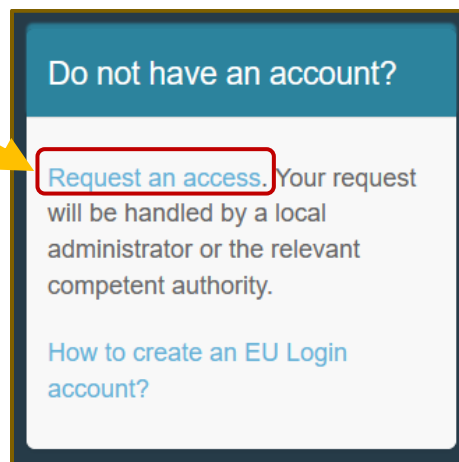 Do not have an account?
Request an access. Your request
will be handled by a local
administrator or the relevant
competent authority.
How to create an EU Login
account?